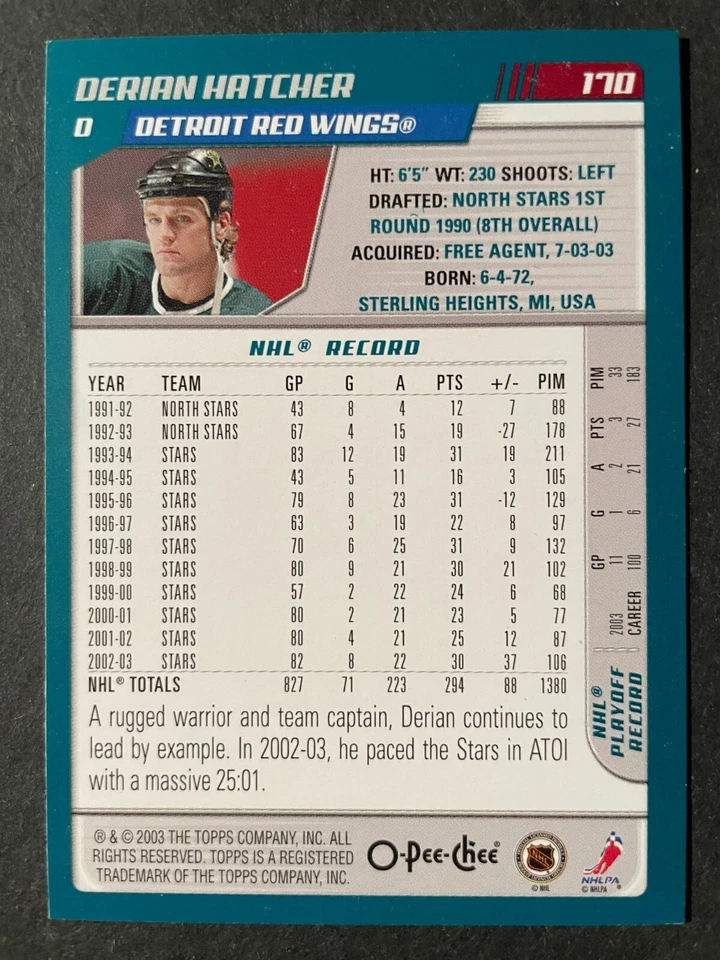 DERIAN HATCHER
170
D DETROIT RED WINGS®
HT: 6'5" WT: 230 SHOOTS: LEFT
DRAFTED: NORTH STARS 1ST
ROUND 1990 (8TH OVERALL)
ACQUIRED: FREE AGENT, 7-03-03
BORN: 6-4-72,
STERLING HEIGHTS, MI, USA
NHL® RECORD
YEAR TEAM GP G A PTS +/- PIM
1991-92 NORTH STARS 43 8 4 12 7 88
1992-93 NORTH STARS 67 4 15 19 -27 178
1993-94 STARS 83 12 19 31 19 211
1994-95 STARS 43 5 11 16 3 105
1995-96 STARS 79 8 23 31 -12 129
1996-97 STARS 63 3 19 22 8 97
1997-98 STARS 70 6 25 31 9 132
1998-99 STARS 80 9 21 30 21 102
1999-00 STARS 57 2 22 24 6 68
2000-01 STARS 80 2 21 23 5 77
2001-02 STARS 80 4 21 25 12 87
2002-03 STARS 82 8 22 30 37 106
NHL® TOTALS 827 71 223 294 88 1380
NHL®
PLAYOFF
RECORD
GP G A PTS PIM
2003 11 1 2 3 33
CAREER 100 6 21 27 183
A rugged warrior and team captain, Derian continues to
lead by example. In 2002-03, he paced the Stars in ATOI
with a massive 25:01.
® & © 2003 THE TOPPS COMPANY, INC. ALL
RIGHTS RESERVED. TOPPS IS A REGISTERED
TRADEMARK OF THE TOPPS COMPANY, INC.
O-Pee-Chee®
NHL
© NHL
NHLPA
© NHLPA ®